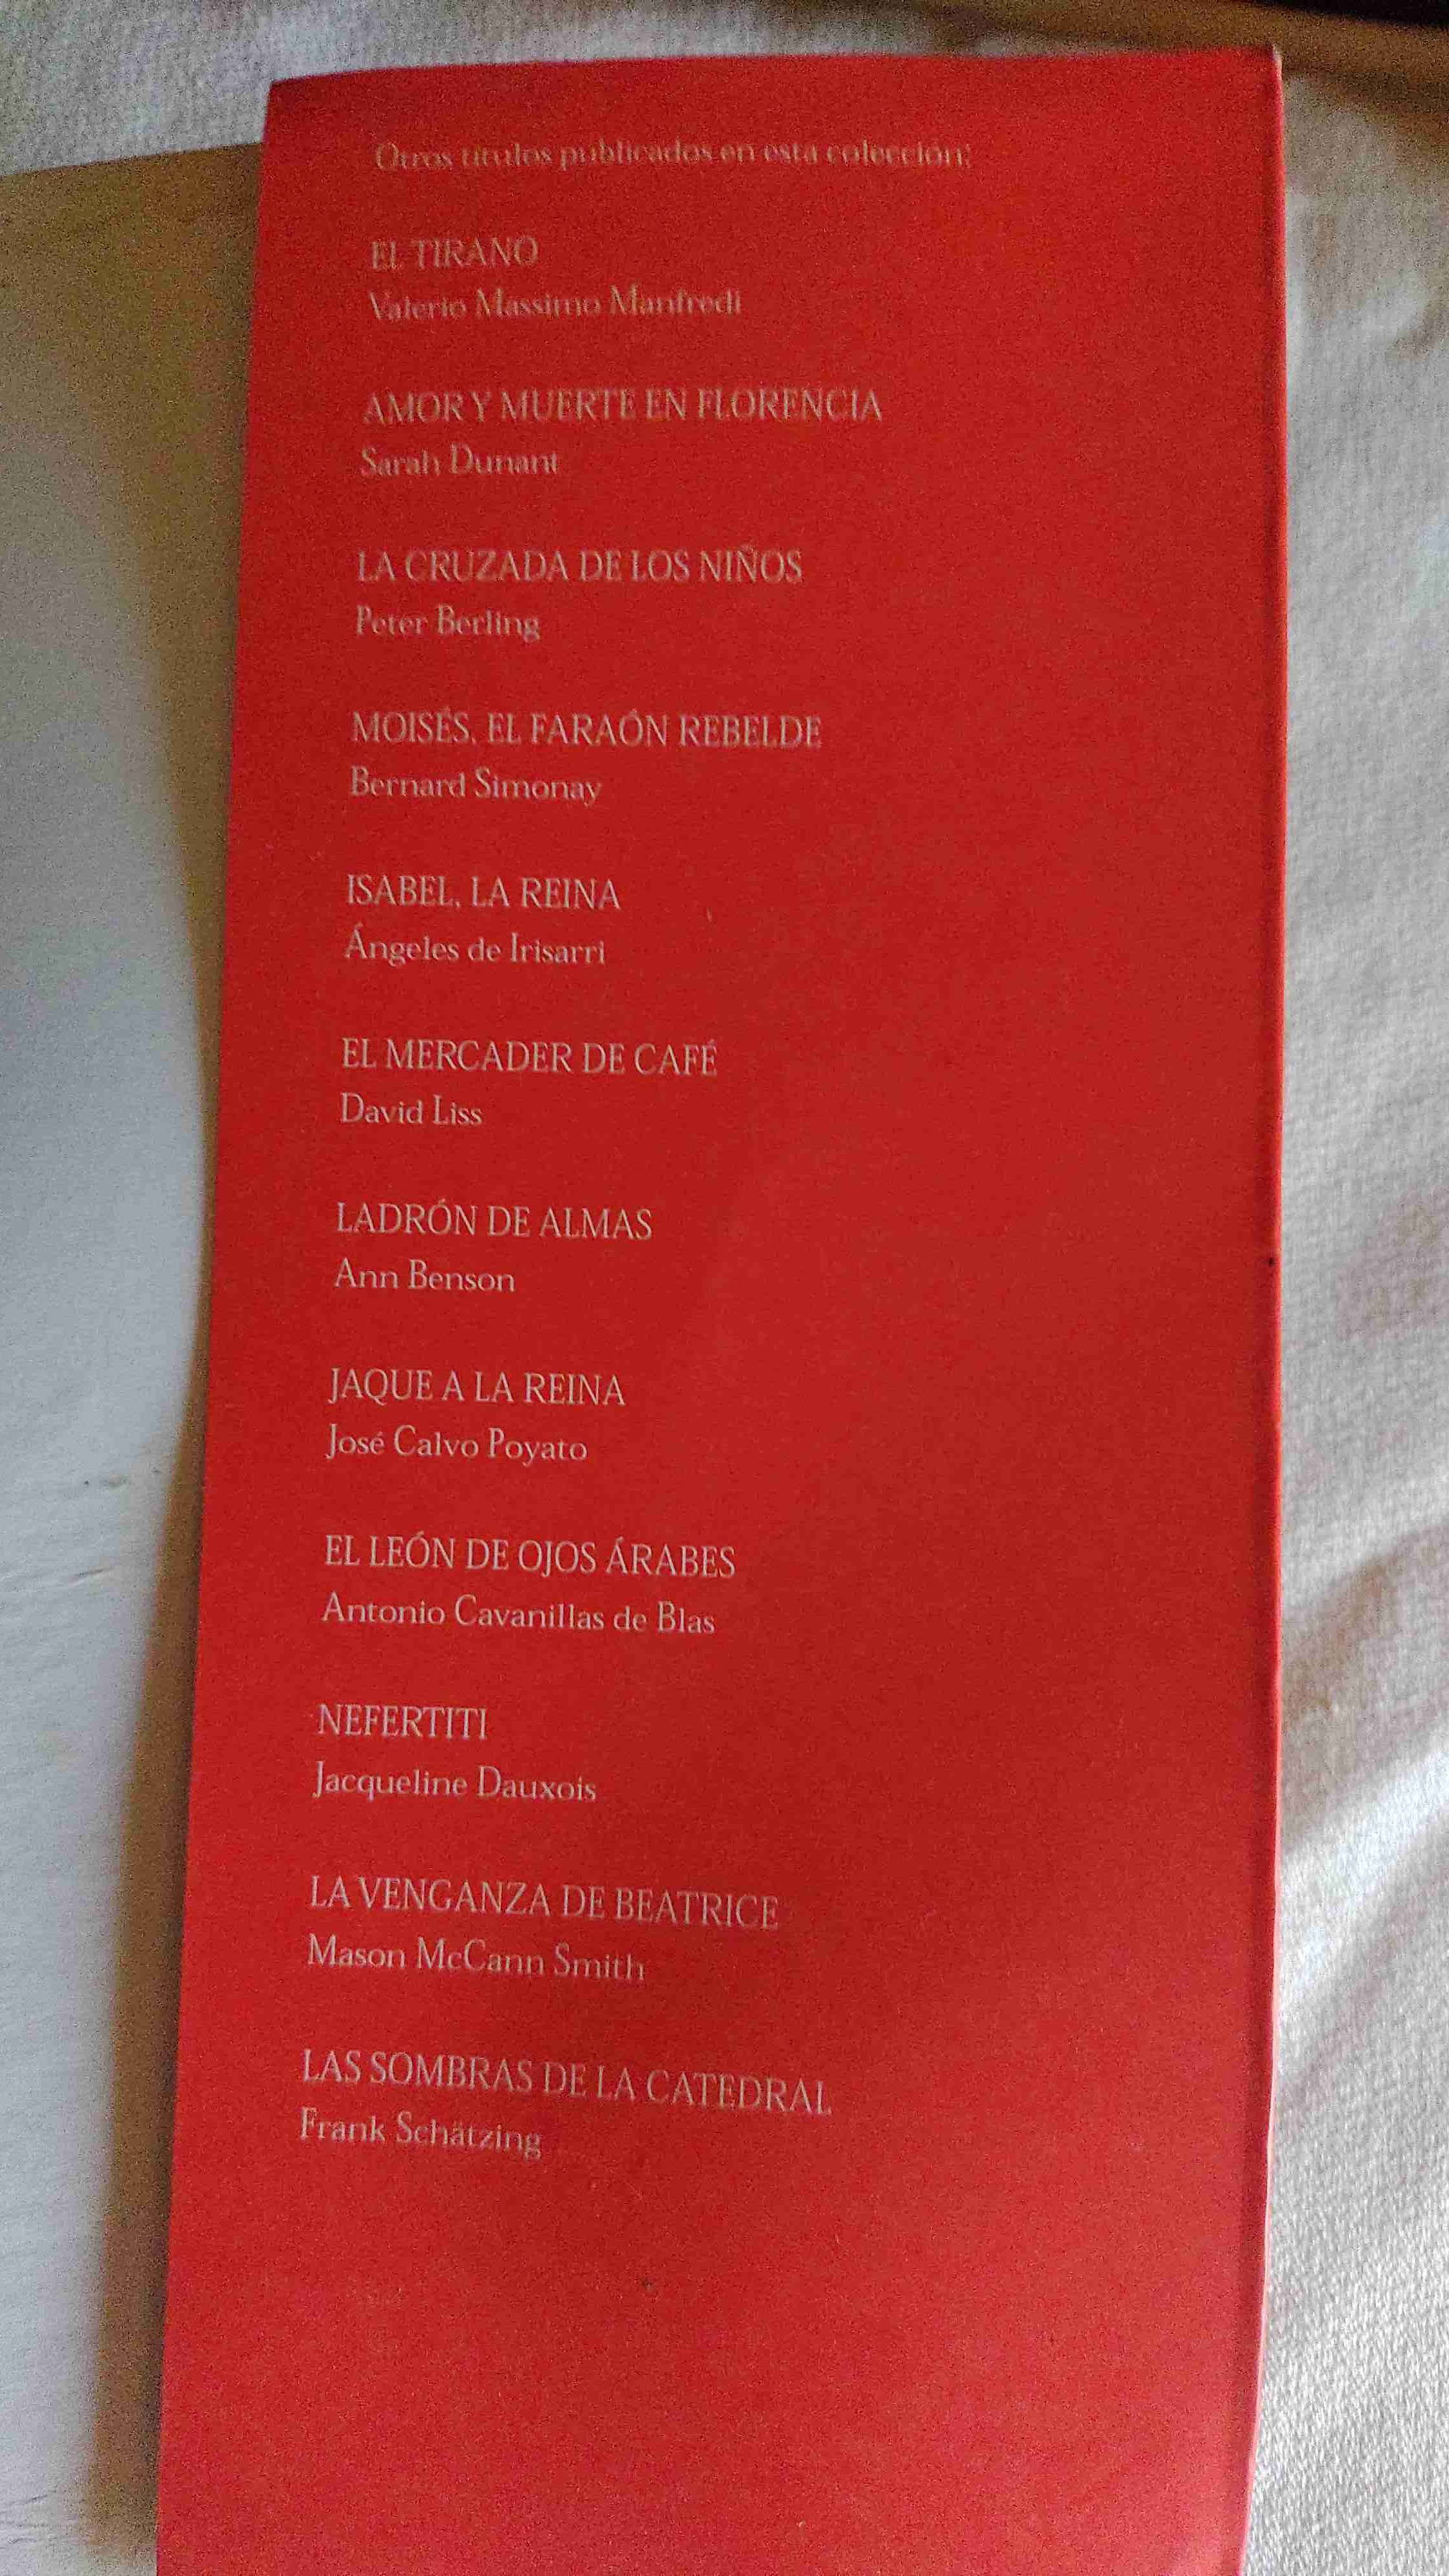 Otros títulos publicados en esta colección:
EL TIRANO
Valerio Massimo Manfredi
AMOR Y MUERTE EN FLORENCIA
Sarah Dunant
LA CRUZADA DE LOS NIÑOS
Peter Berling
MOISÉS, EL FARAÓN REBELDE
Bernard Simonay
ISABEL, LA REINA
Ángeles de Irisarri
EL MERCADER DE CAFÉ
David Liss
LADRÓN DE ALMAS
Ann Benson
JAQUE A LA REINA
José Calvo Poyato
EL LEÓN DE OJOS ÁRABES
Antonio Cavanillas de Blas
NEFERTITI
Jacqueline Dauxois
LA VENGANZA DE BEATRICE
Mason McCann Smith
LAS SOMBRAS DE LA CATEDRAL
Frank Schätzing